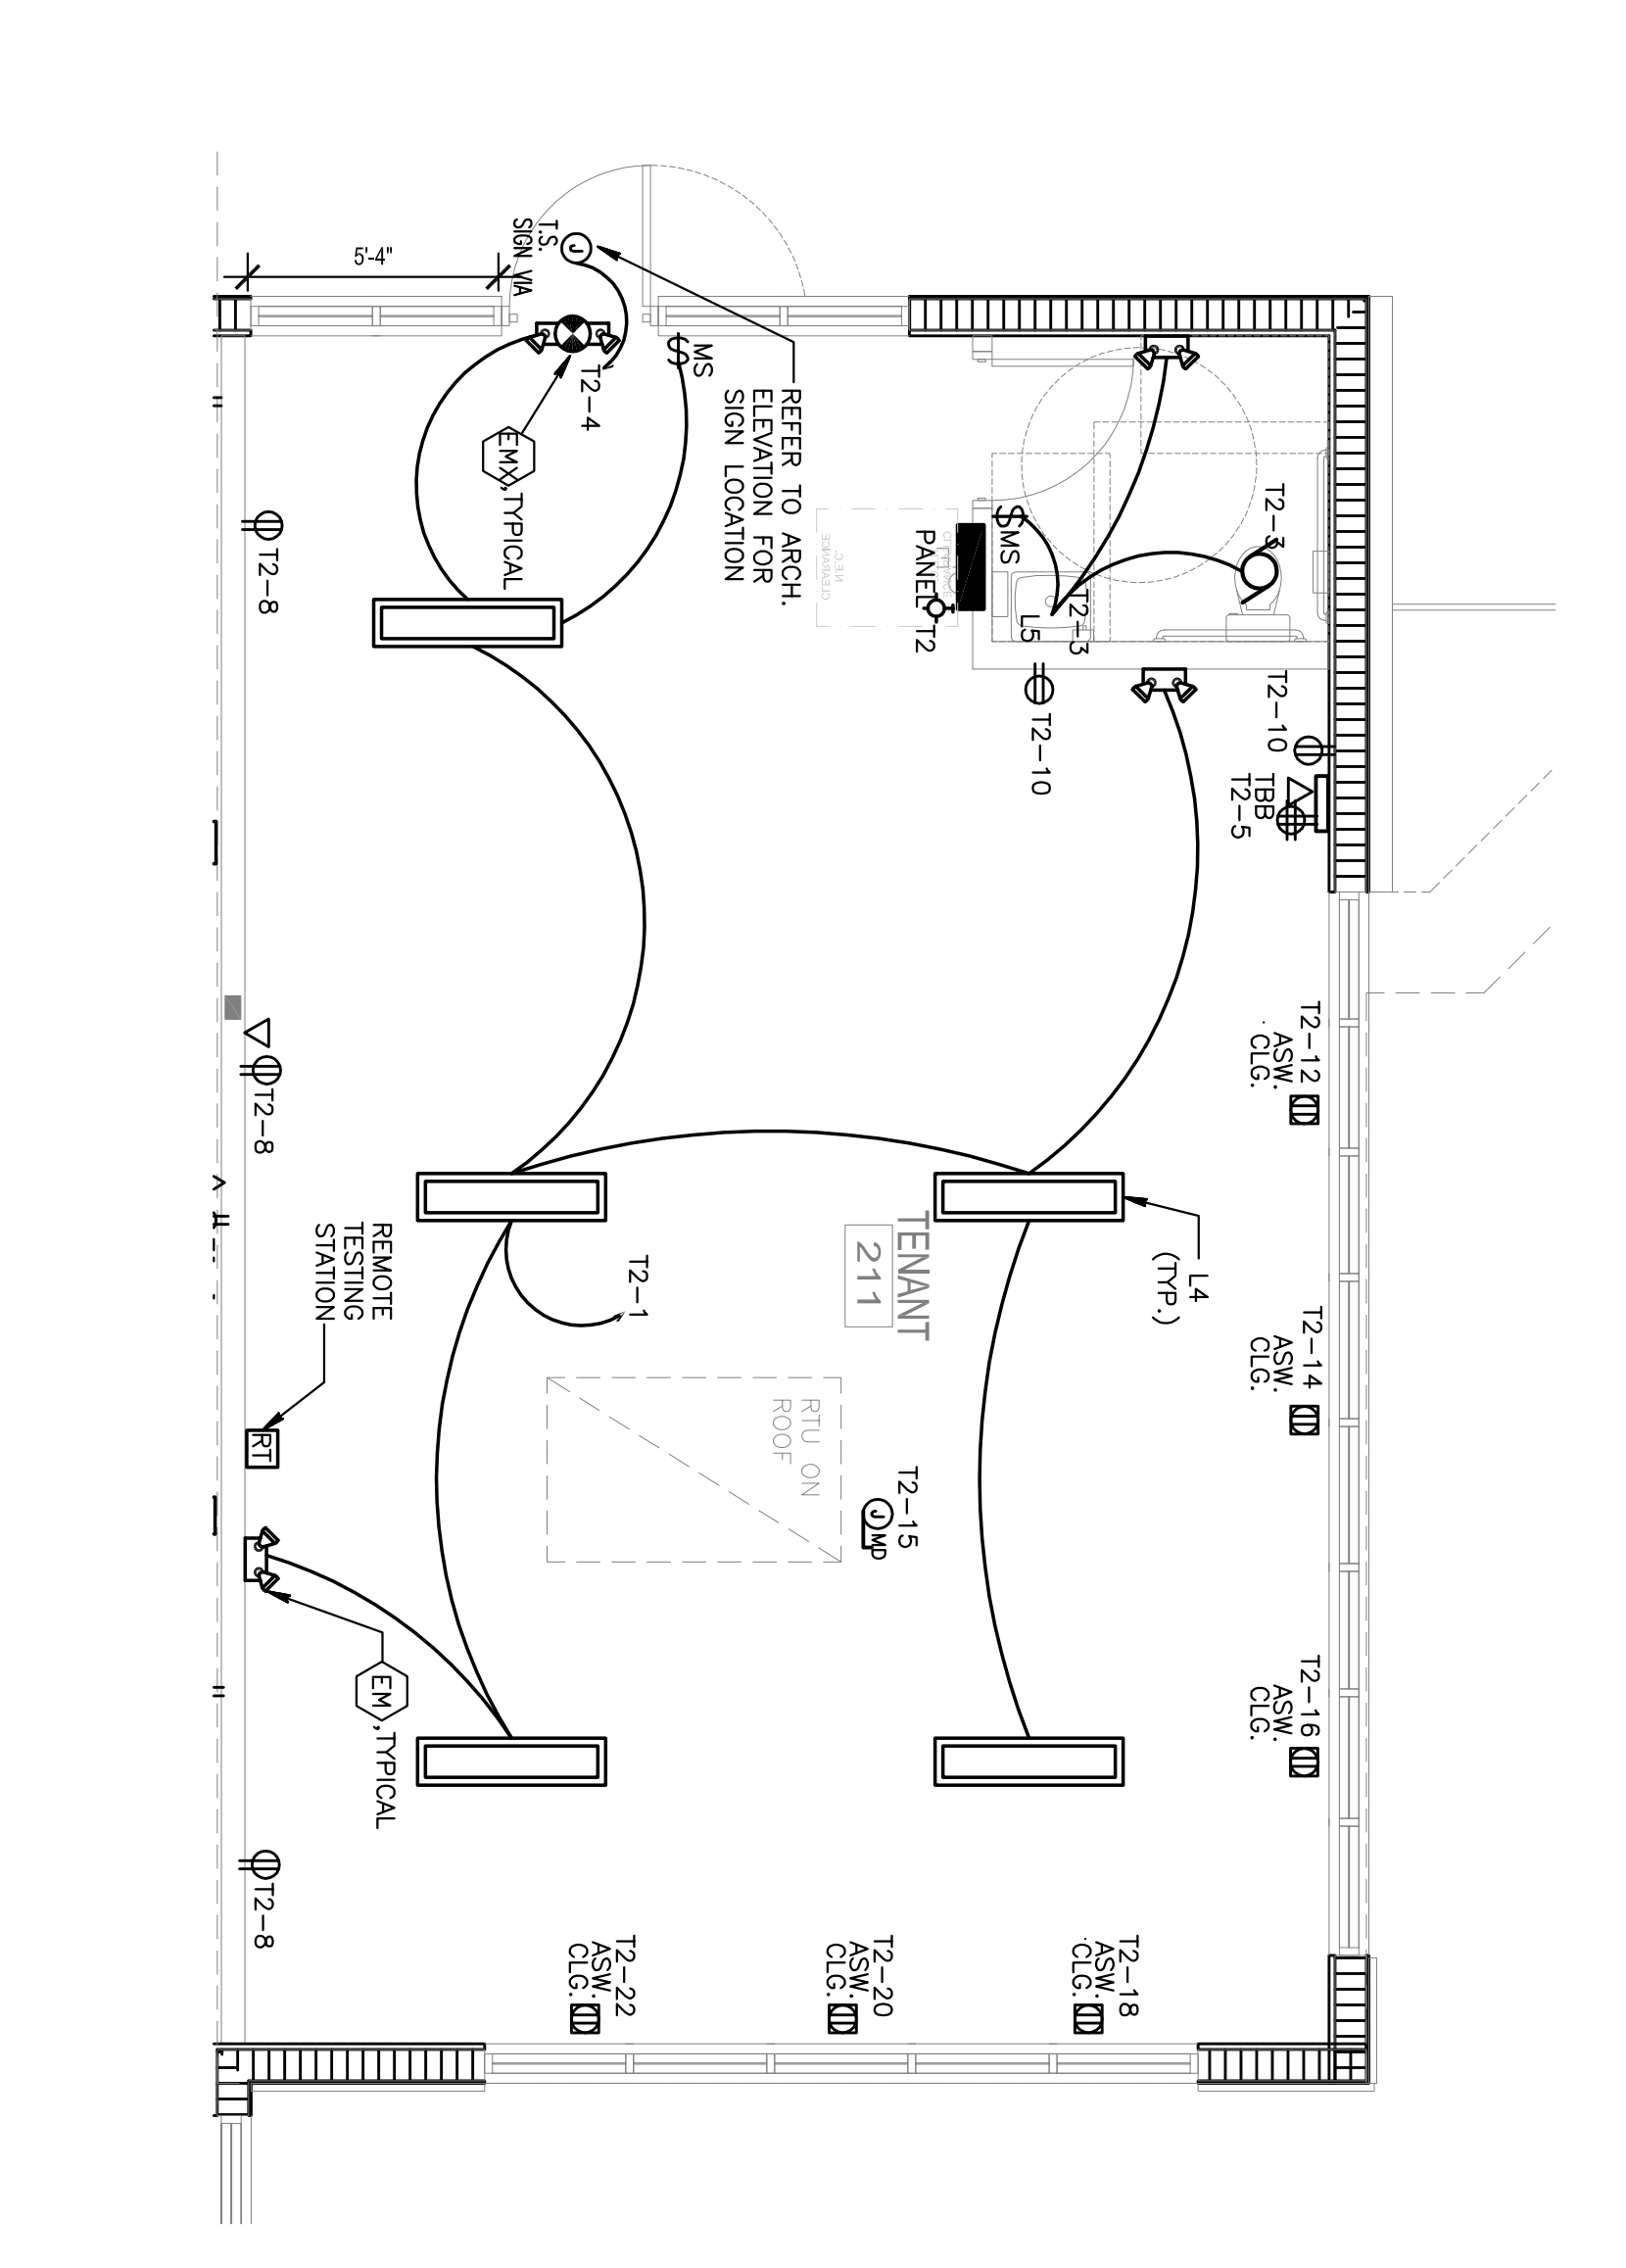 5'-4"
T.S.
SIGN VIA
J
T2-4
MS
EMX,TYPICAL
REFER TO ARCH.
ELEVATION FOR
SIGN LOCATION
N.E.C.
CLEARANCE
PANEL T2
MS
T2-3
T2-3
L5
T2-10
T2-10
TBB
T2-5
T2-8
T2-8
T2-12
ASW.
CLG.
L4
(TYP.)
TENANT
211
T2-1
REMOTE
TESTING
STATION
RT
RTU ON
ROOF
T2-14
ASW.
CLG.
T2-15
J
MD
EM,TYPICAL
T2-16
ASW.
CLG.
T2-8
T2-18
ASW.
CLG.
T2-20
ASW.
CLG.
T2-22
ASW.
CLG.